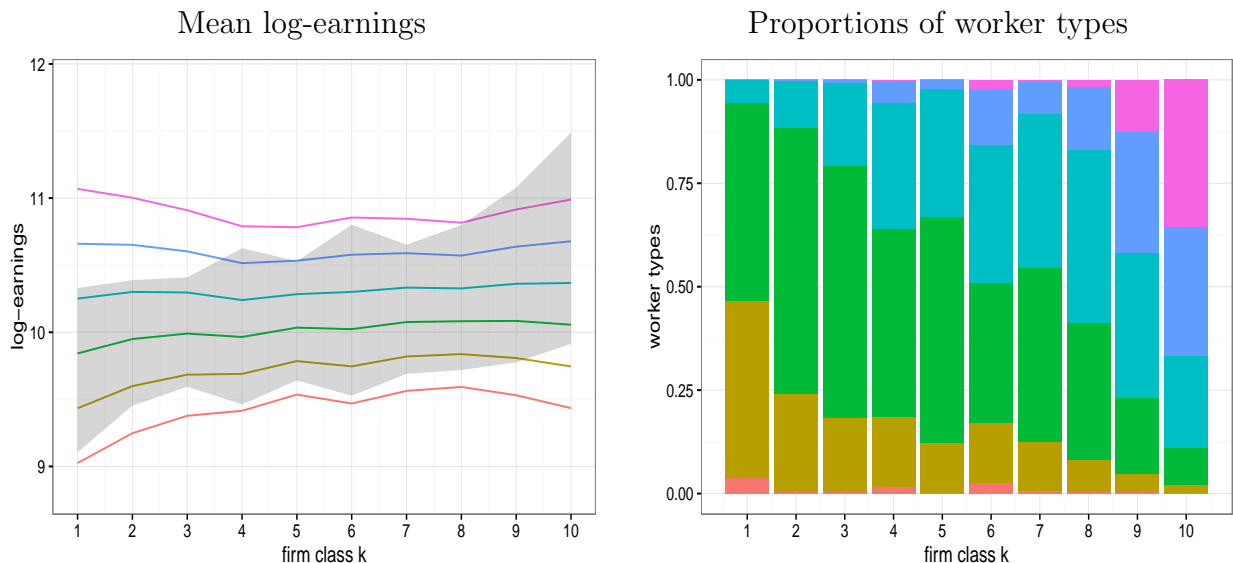 Mean log-earnings
12
11
10
9
log−earnings
1 2 3 4 5 6 7 8 9 10
firm class k
Proportions of worker types
1.00
0.75
0.50
0.25
0.00
worker types
1 2 3 4 5 6 7 8 9 10
firm class k